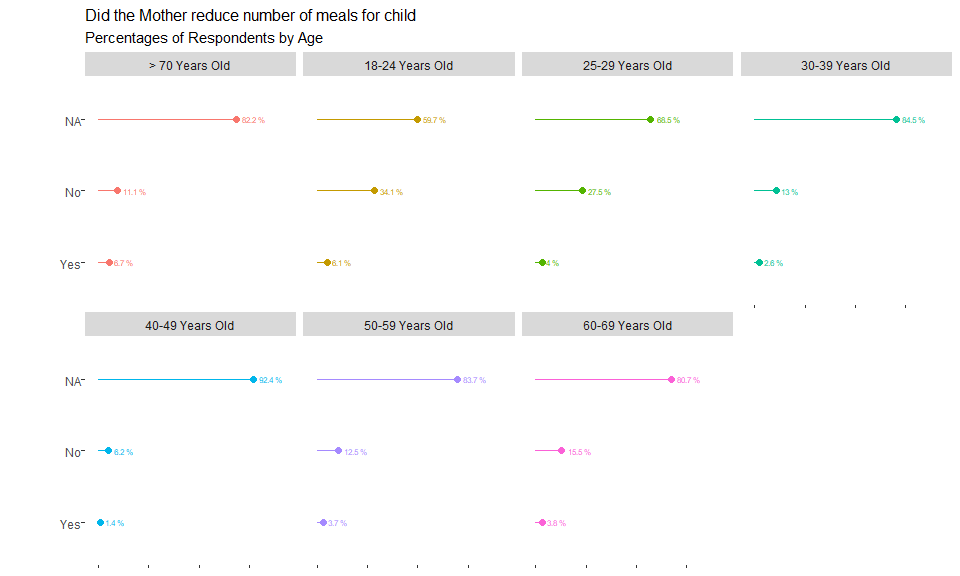 Did the Mother reduce number of meals for child
Percentages of Respondents by Age
> 70 Years Old
18-24 Years Old
25-29 Years Old
30-39 Years Old
NA
82.2 %
59.7 %
68.5 %
84.5 %
No
11.1 %
34.1 %
27.5 %
13 %
Yes
6.7 %
6.1 %
4 %
2.6 %
40-49 Years Old
50-59 Years Old
60-69 Years Old
NA
92.4 %
83.7 %
80.7 %
No
6.2 %
12.5 %
15.5 %
Yes
1.4 %
3.7 %
3.8 %